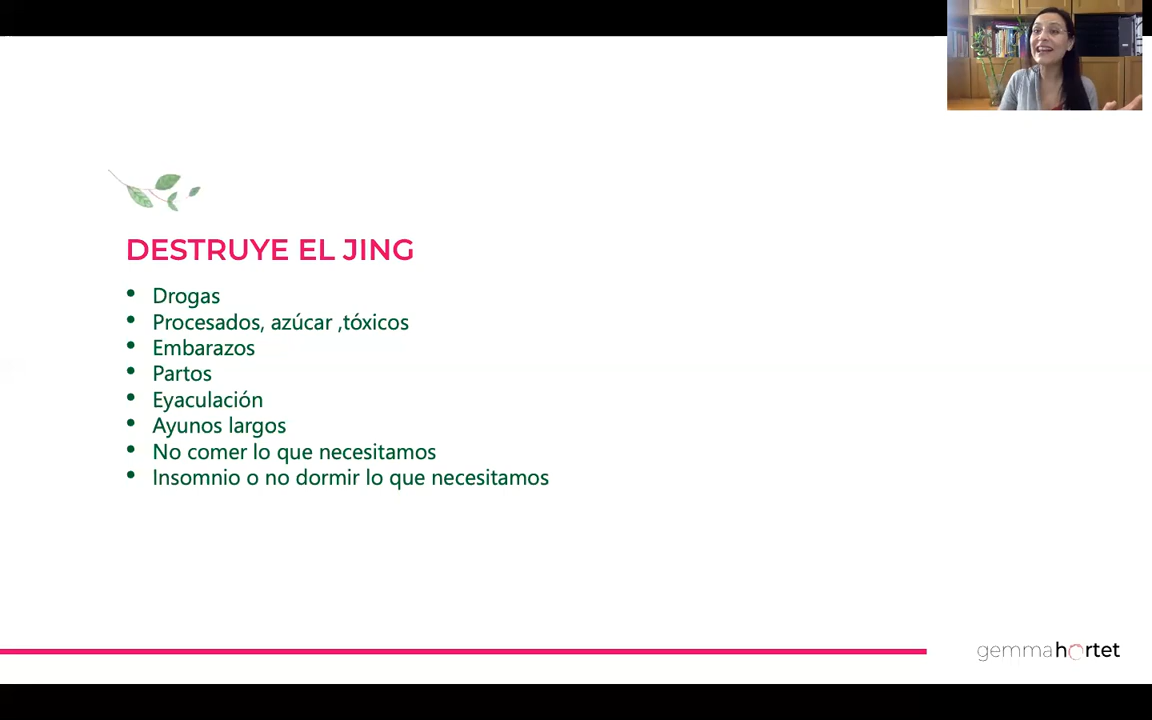 DESTRUYE EL JING
• Drogas
• Procesados, azúcar ,tóxicos
• Embarazos
• Partos
• Eyaculación
• Ayunos largos
• No comer lo que necesitamos
• Insomnio o no dormir lo que necesitamos
gemmahortet